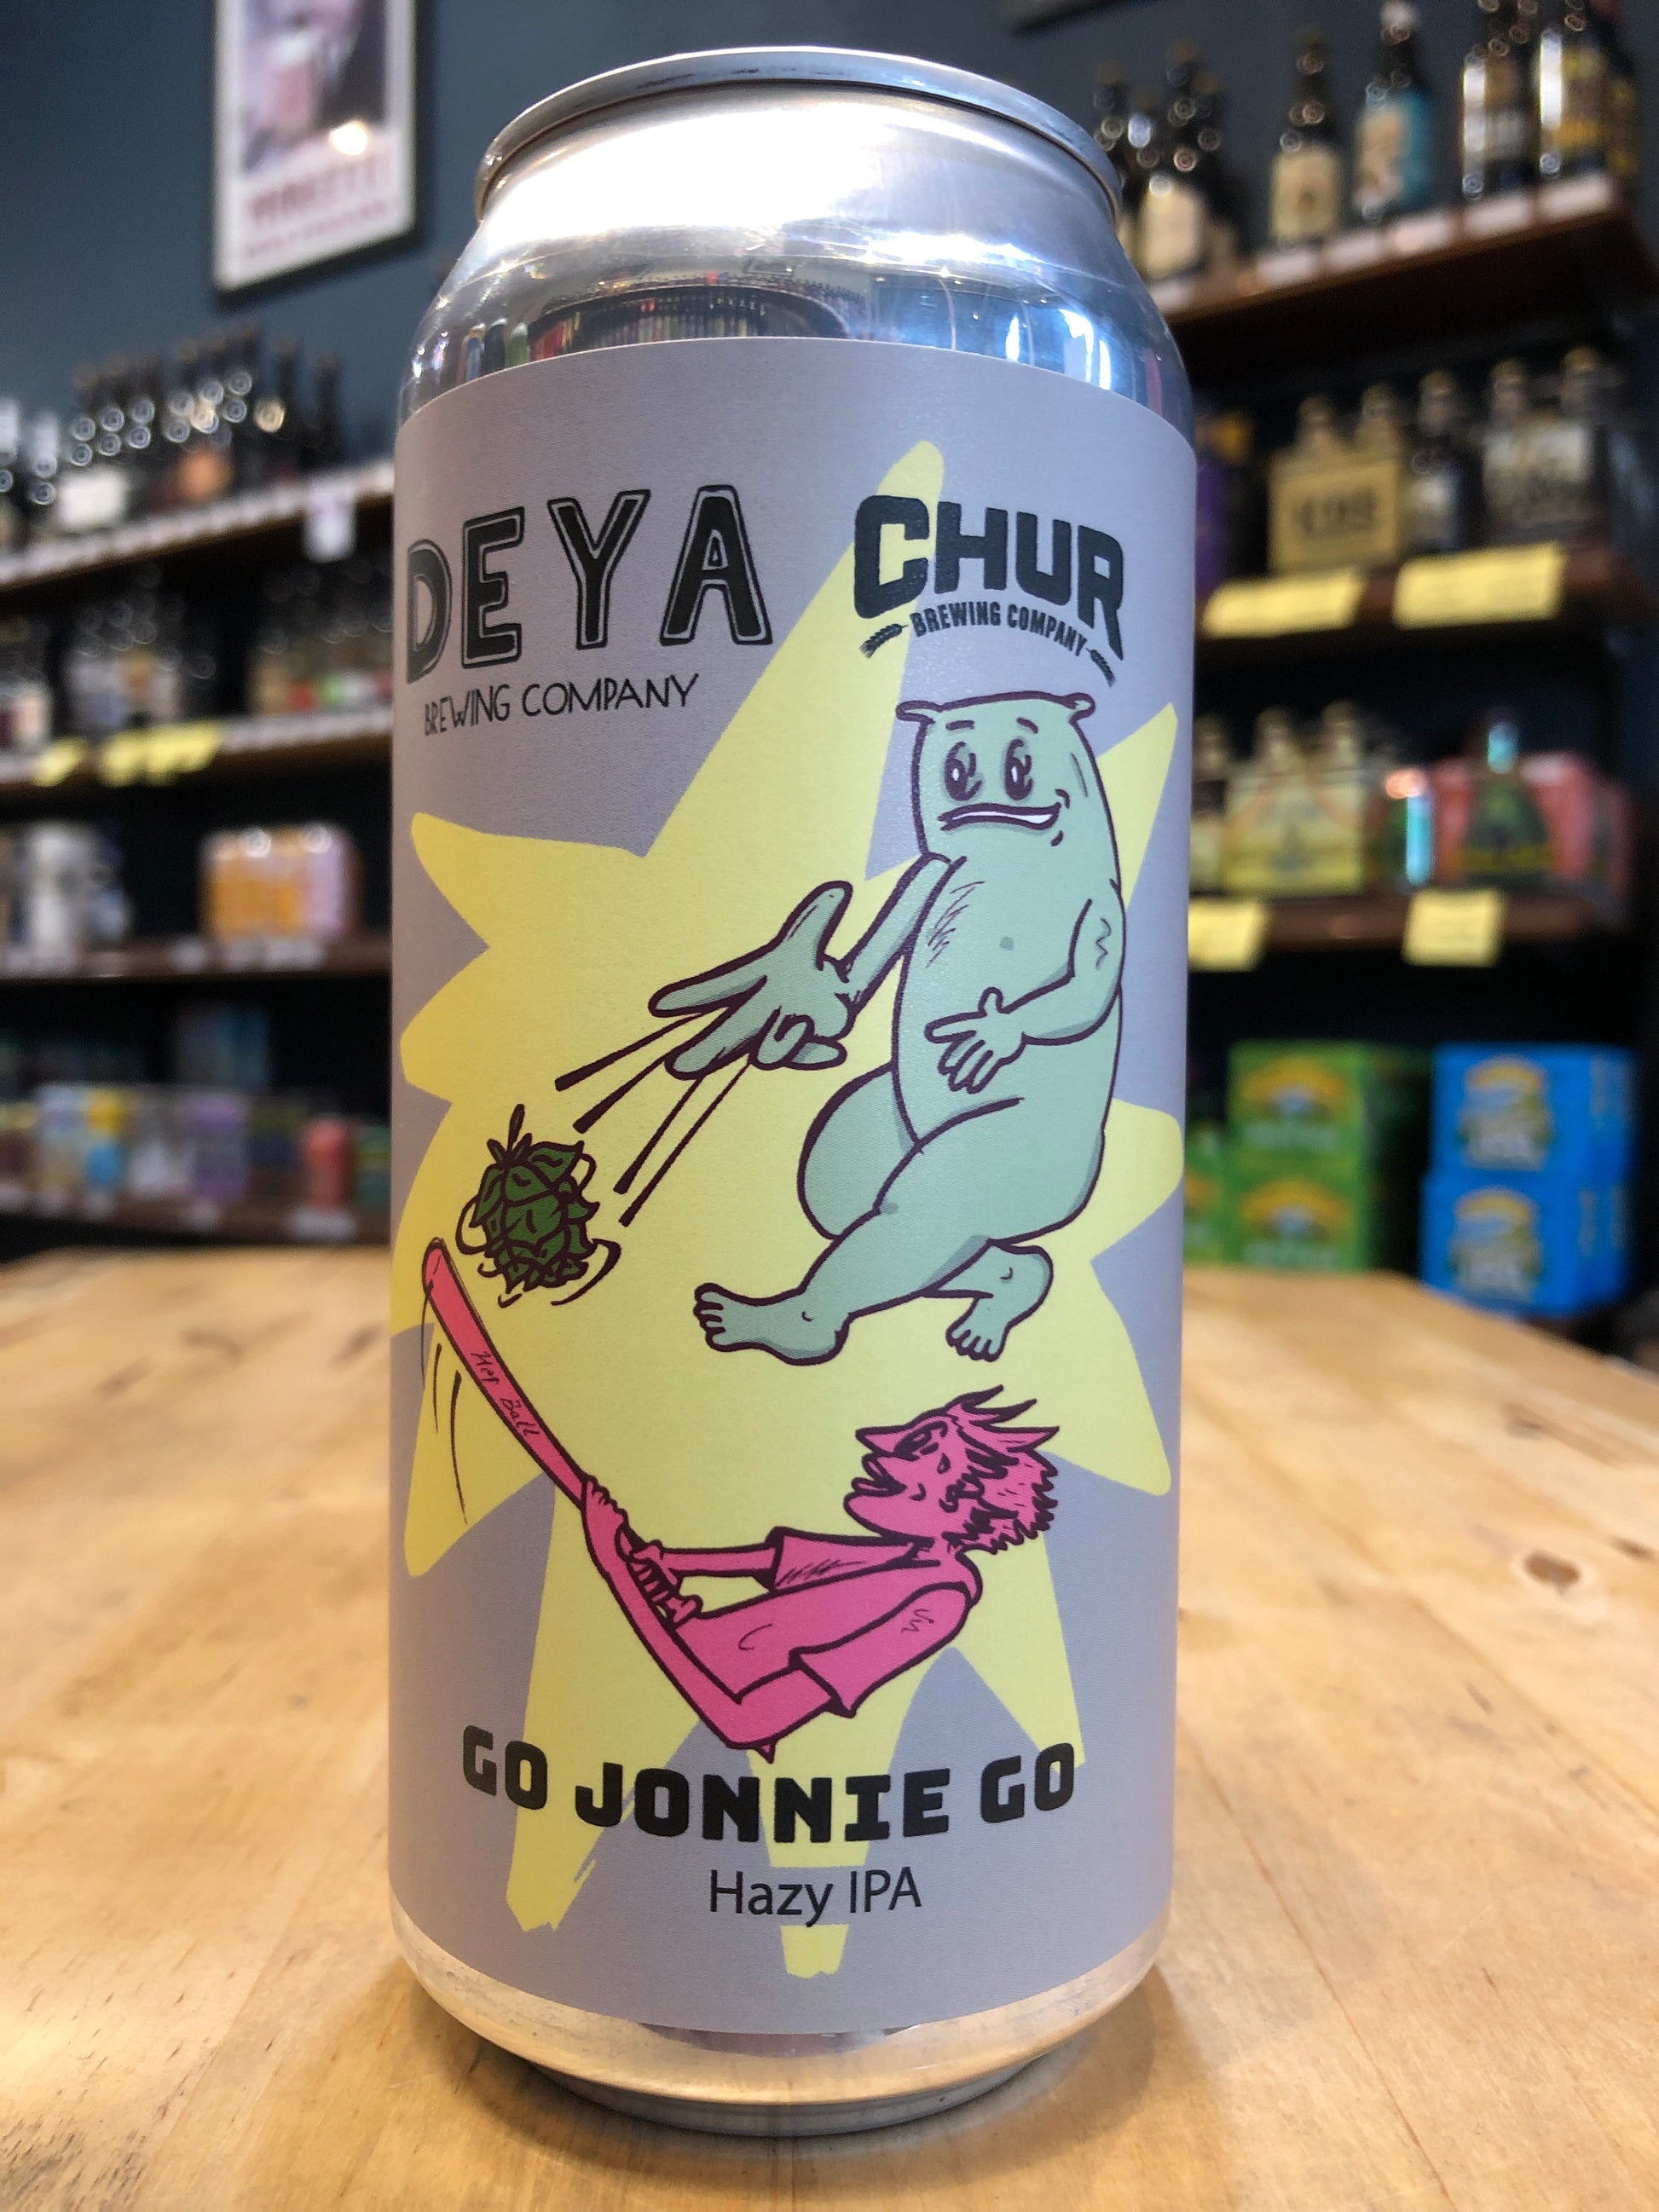 DEYA
BREWING COMPANY
CHUR
BREWING COMPANY
Hop Ball
GO JONNIE GO
Hazy IPA